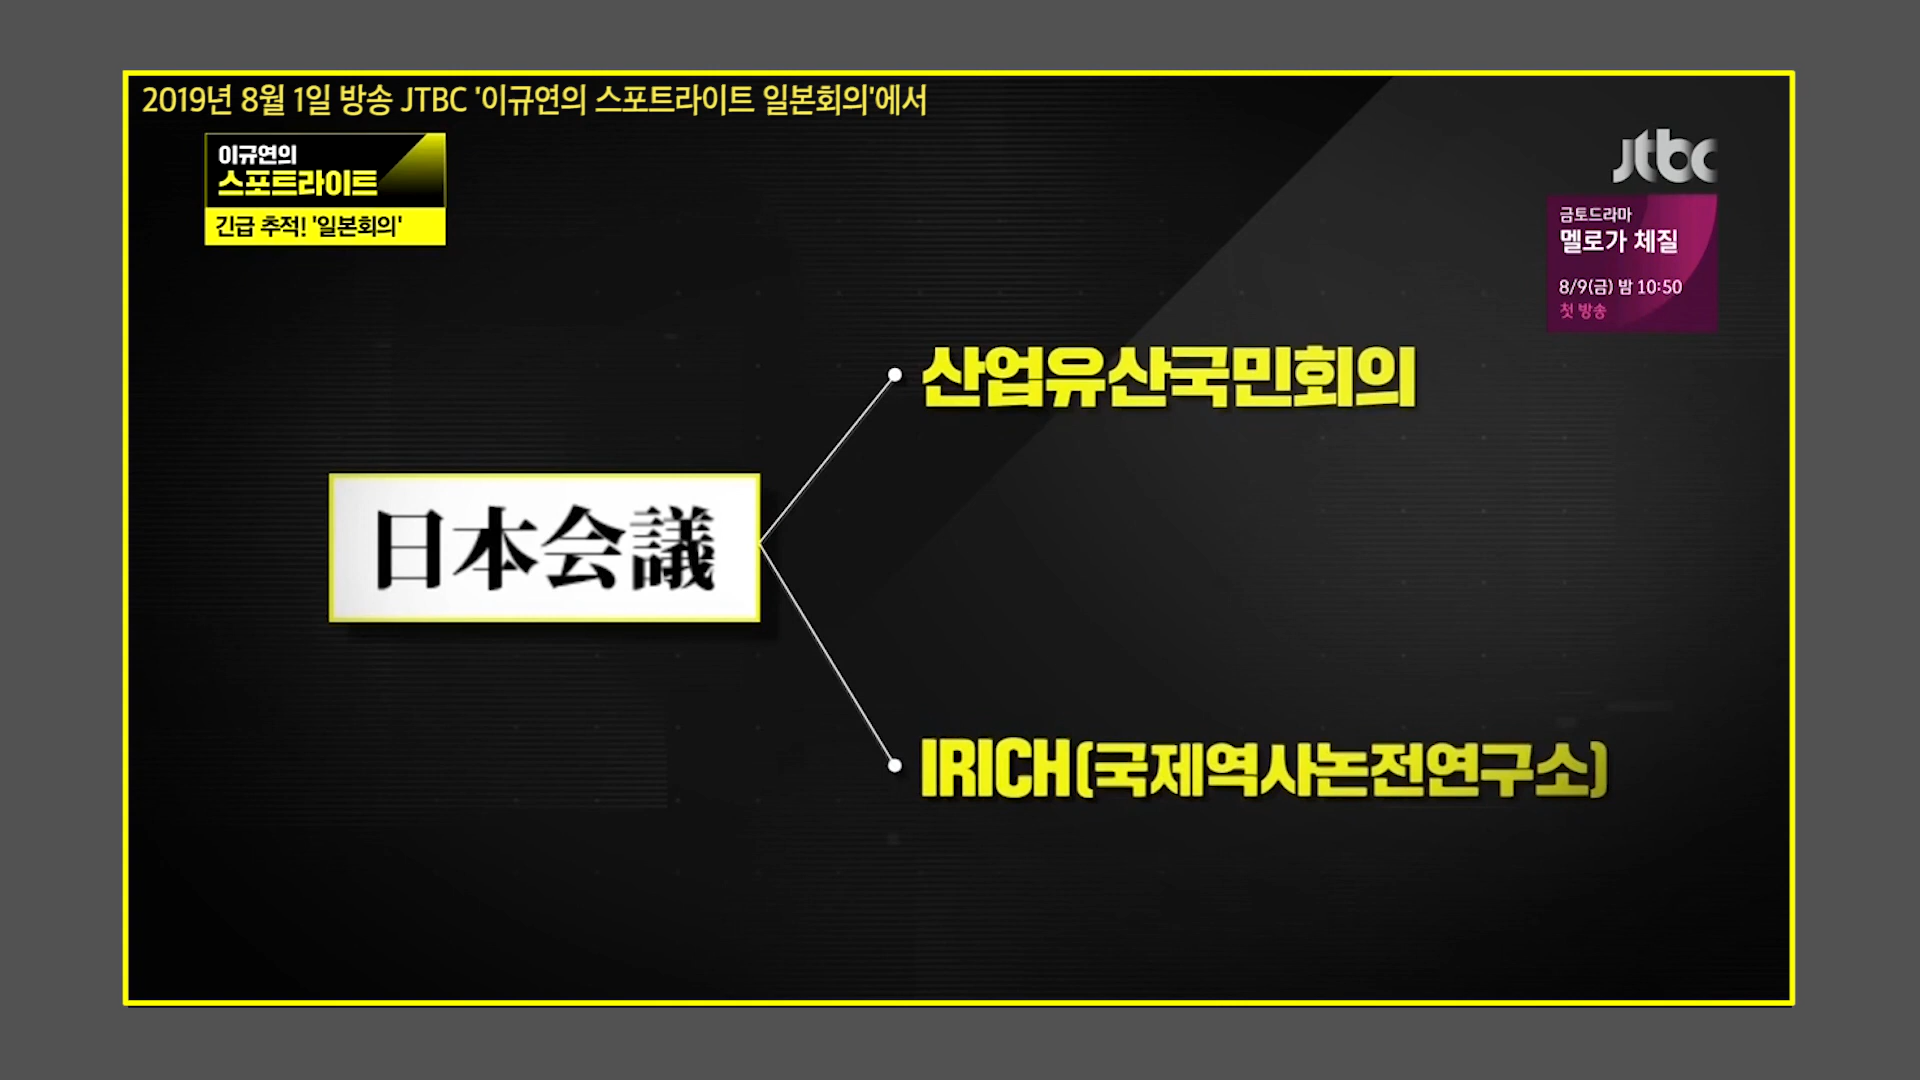 2019년 8월 1일 방송 JTBC '이규연의 스포트라이트 일본회의'에서
이규연의
스포트라이트
긴급 추적! '일본회의'
jtbc
금토드라마
멜로가 체질
8/9(금) 밤 10:50
첫 방송
산업유산국민회의
日本会議
IRICH(국제역사논전연구소)